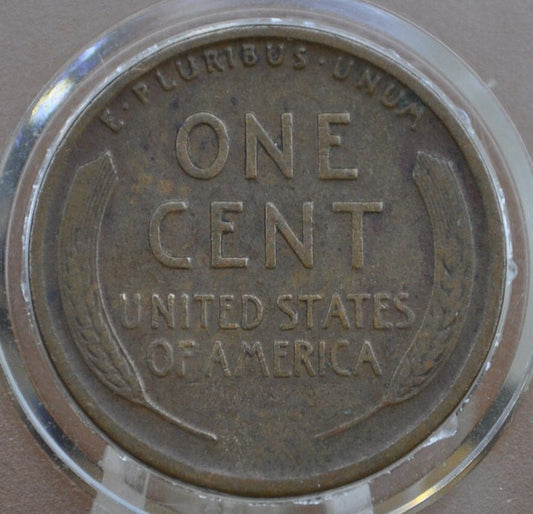 E·PLURIBUS·UNUM
ONE
CENT
UNITED STATES
OF AMERICA